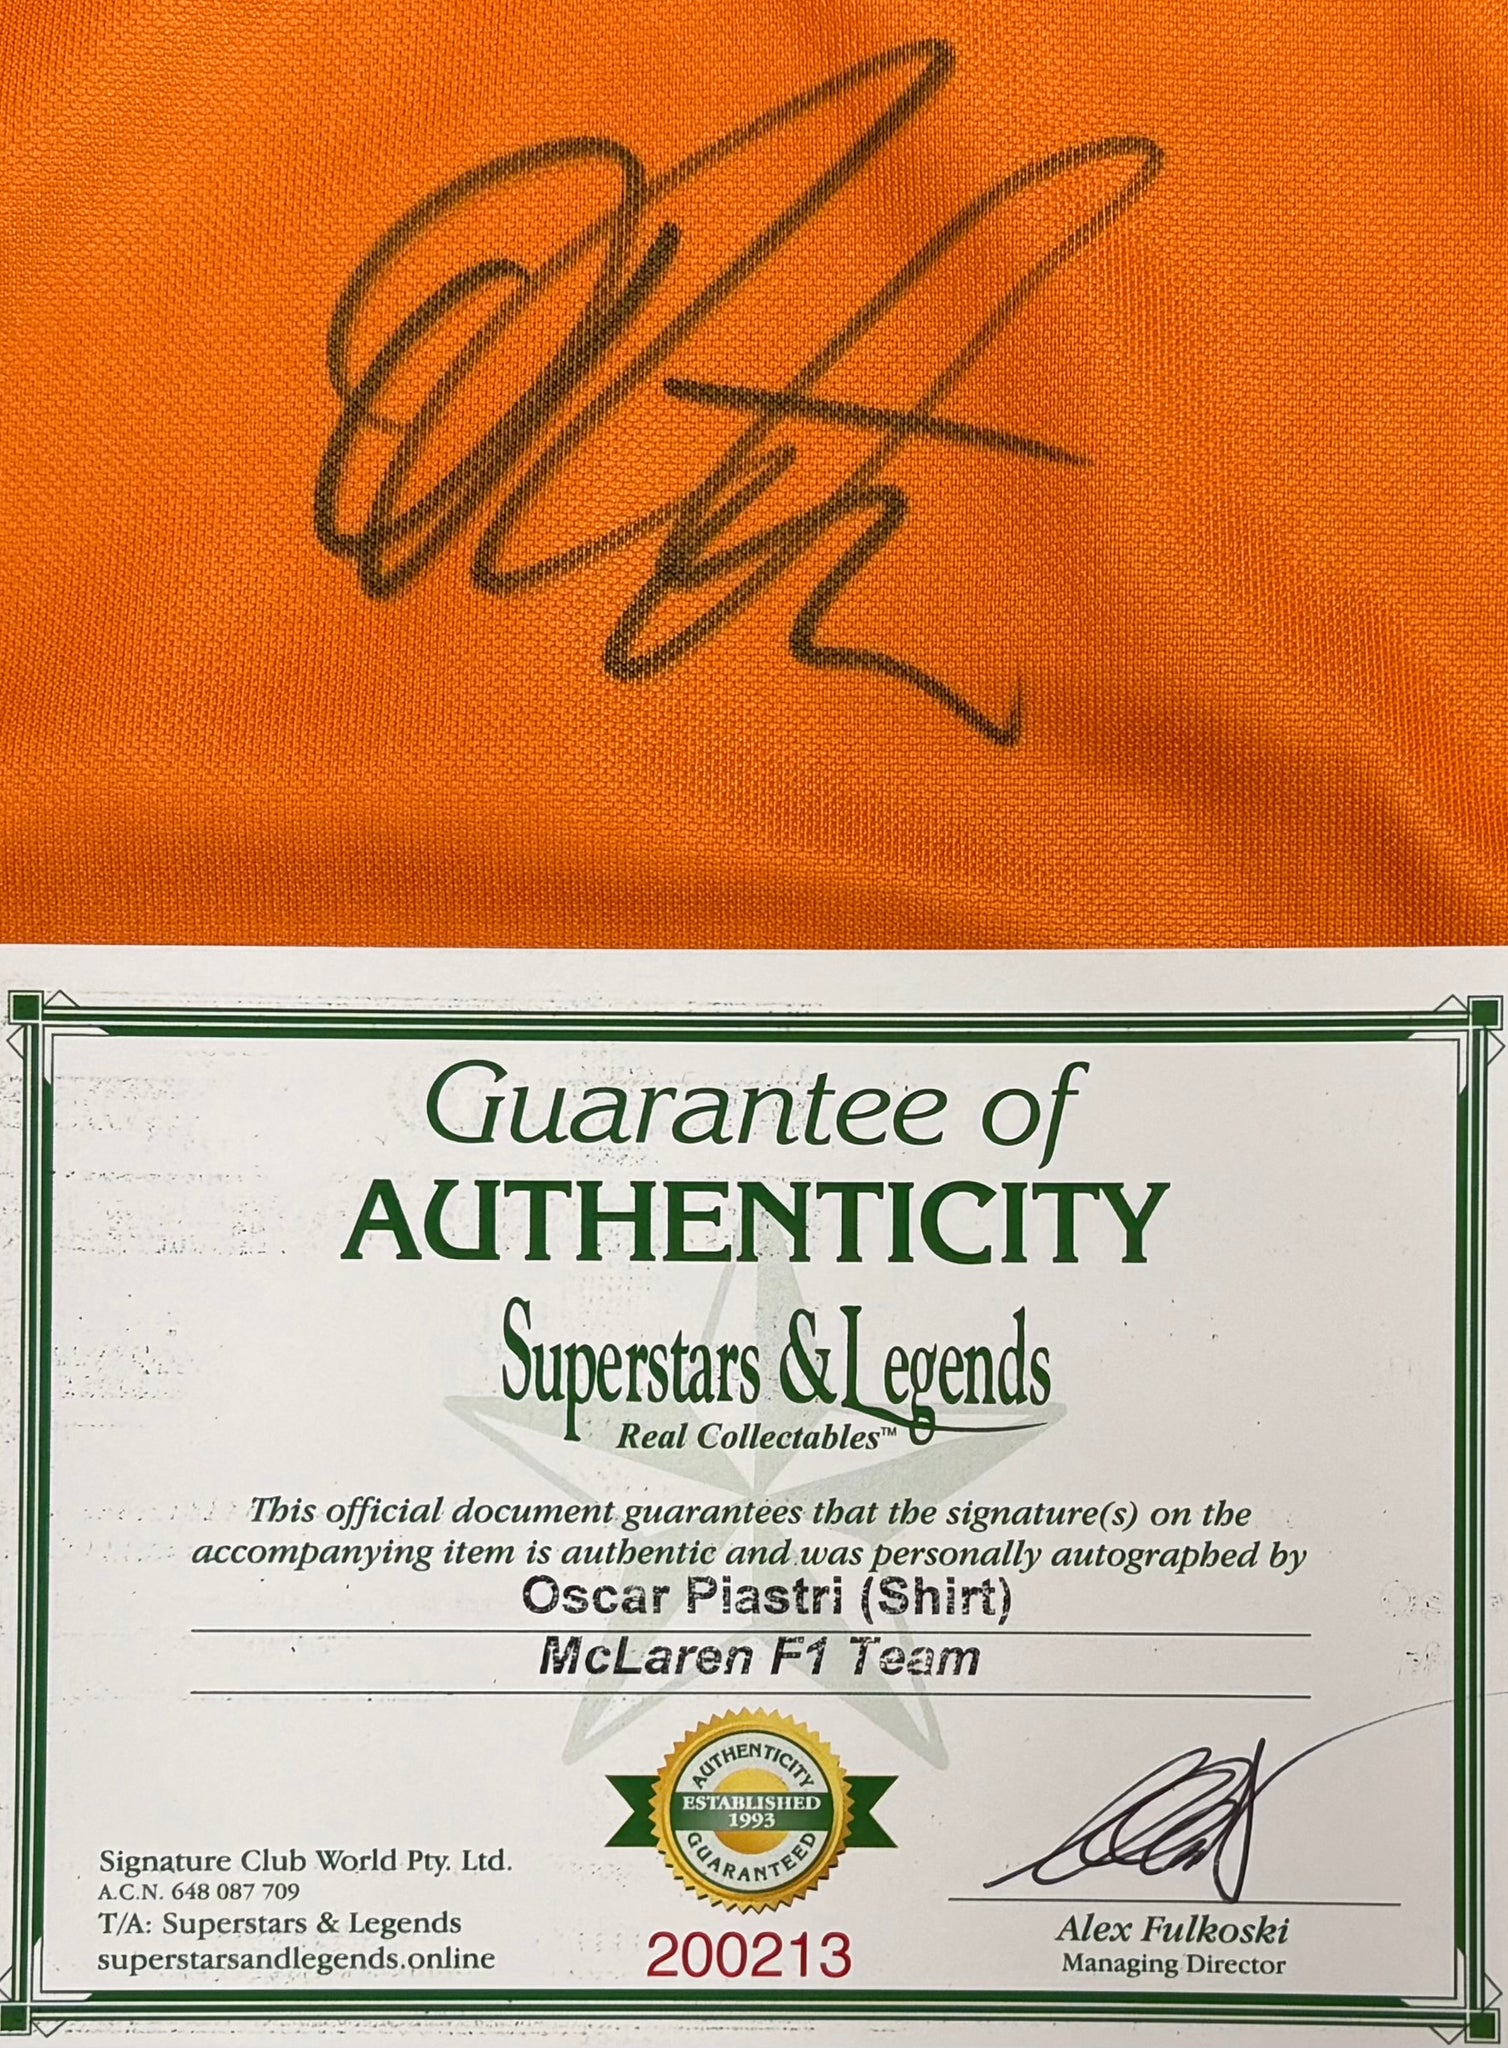 Guarantee of
AUTHENTICITY
Superstars & Legends
Real Collectables™
This official document guarantees that the signature(s) on the
accompanying item is authentic and was personally autographed by
Oscar Piastri (Shirt)
McLaren F1 Team
AUTHENTICITY
ESTABLISHED
1993
GUARANTEED
Signature Club World Pty. Ltd.
A.C.N. 648 087 709
T/A: Superstars & Legends
superstarsandlegends.online
200213
Alex Fulkoski
Managing Director